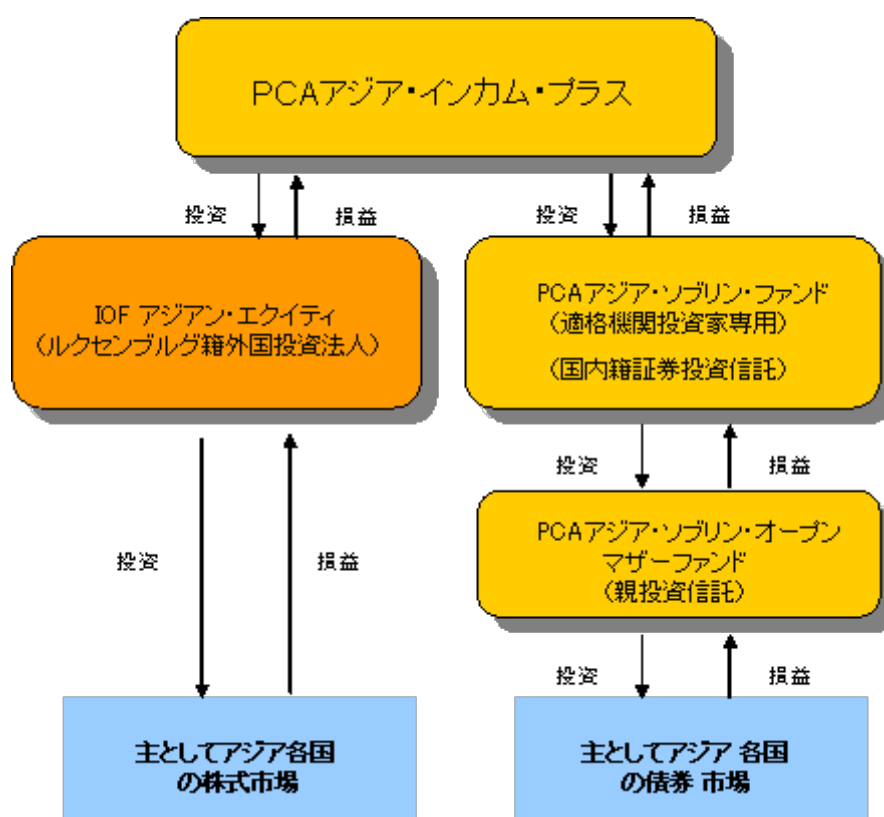 PCAアジア・インカム・プラス
投資 損益 投資 損益
IOF アジアン・エクイティ
(ルクセンブルグ籍外国投資法人)
PCAアジア・ソブリン・ファンド
(適格機関投資家専用)
(国内籍証券投資信託)
投資 損益
PCAアジア・ソブリン・オープン
マザーファンド
(親投資信託)
投資 損益
投資 損益
主としてアジア各国
の株式市場
主としてアジア 各国
の債券 市場